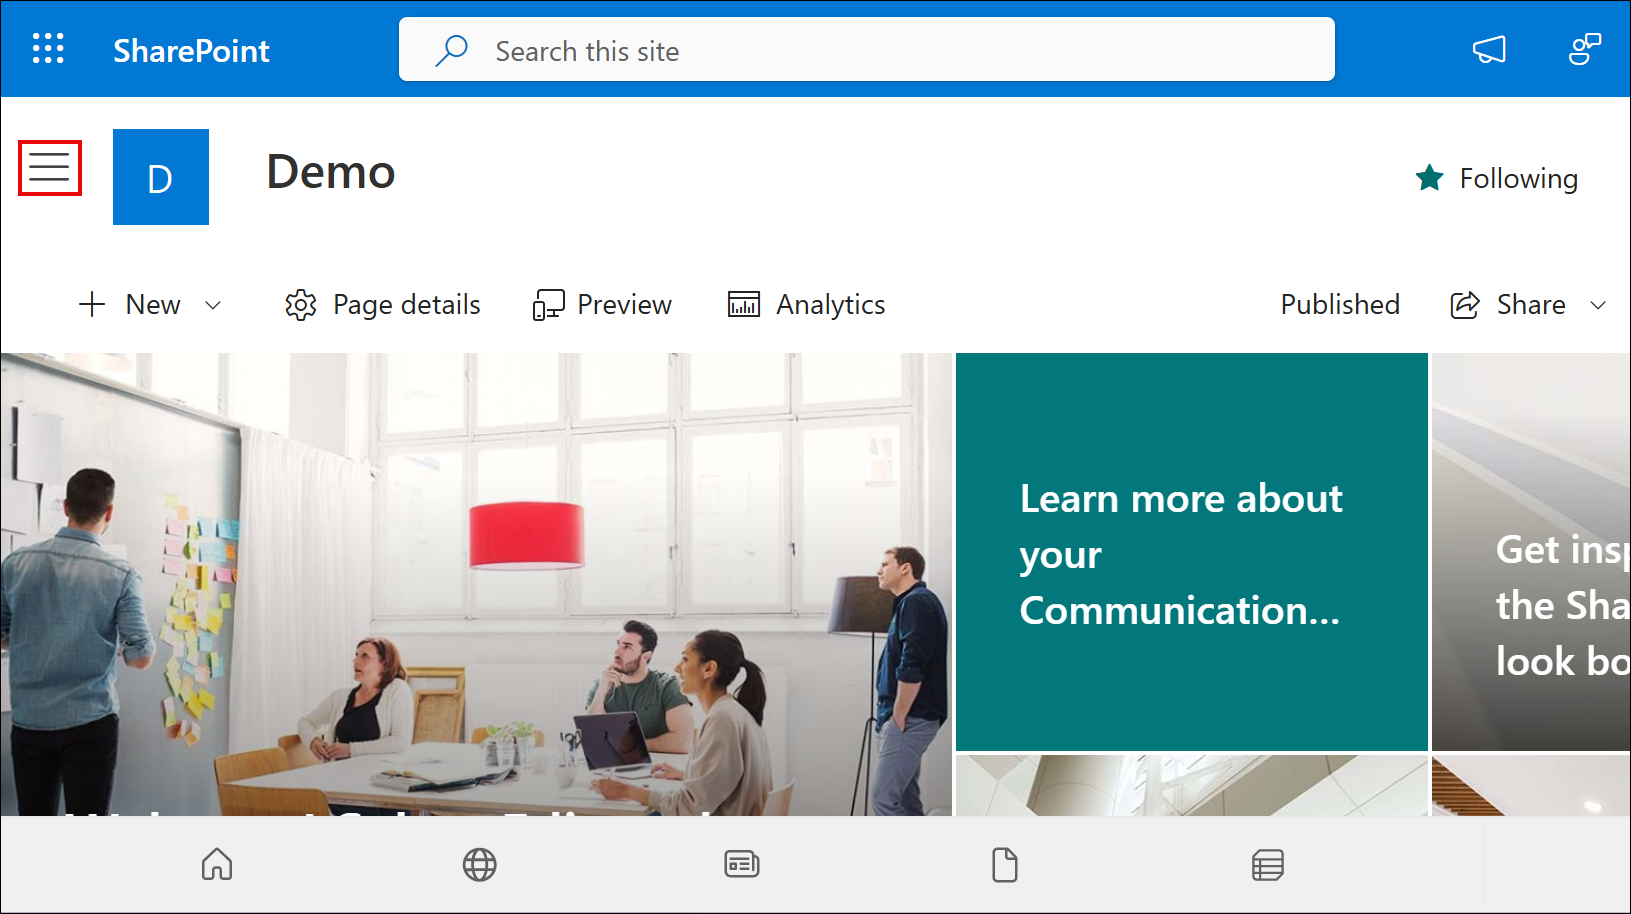 SharePoint
Search this site
D
Demo
Following
New
Page details
Preview
Analytics
Published
Share
Learn more about
your
Communication...
Get insp
the Sha
look bo